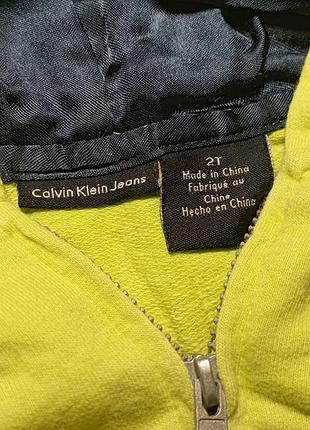 Calvin Klein Jeans
2T
Made in China
Fabriqué au
Chine
Hecho en China